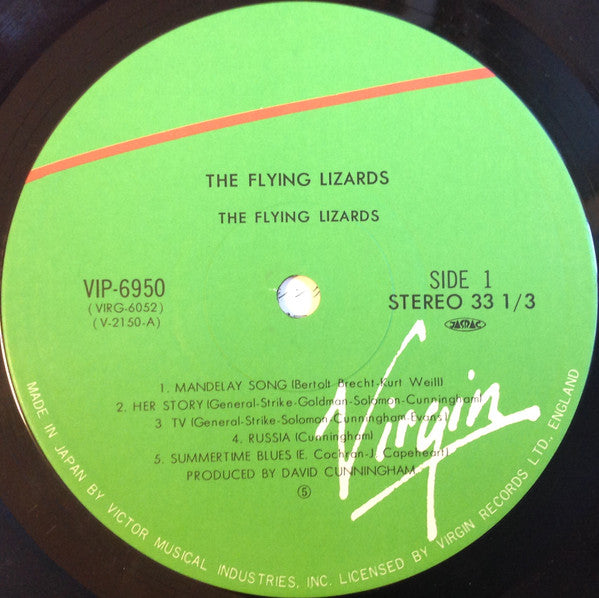 THE FLYING LIZARDS
THE FLYING LIZARDS
VIP-6950
(VIRG-6052)
(V-2150-A)
SIDE 1
STEREO 33 1/3
JASRAC
1. MANDELAY SONG (Bertolt Brecht-Kurt Weill)
2. HER STORY (General-Strike-Goldman-Solomon-Cunningham)
3 TV (General-Strike-Solomon-Cunningham-Evans)
4. RUSSIA (Cunningham)
5. SUMMERTIME BLUES (E. Cochran-J. Capeheart)
PRODUCED BY DAVID CUNNINGHAM
⑤
Virgin
MADE IN JAPAN BY VICTOR MUSICAL INDUSTRIES, INC. LICENSED BY VIRGIN RECORDS LTD., ENGLAND